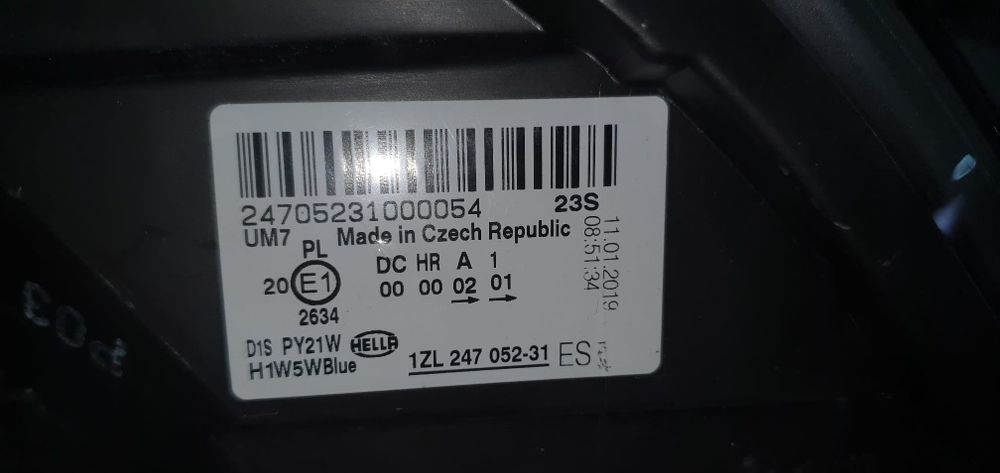 24705231000054 23S
UM7 Made in Czech Republic
PL
DC HR A 1
20 E1 00 00 02 01
2634
D1S PY21W HELLA
H1W5WBlue 1ZL 247 052-31 ES
11.01.2019
08:51:34